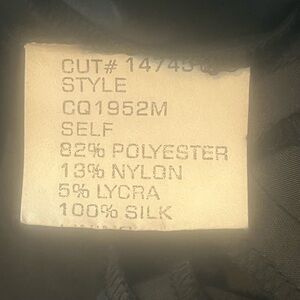 CUT# 14743
STYLE
CQ1952M
SELF
82% POLYESTER
13% NYLON
5% LYCRA
100% SILK